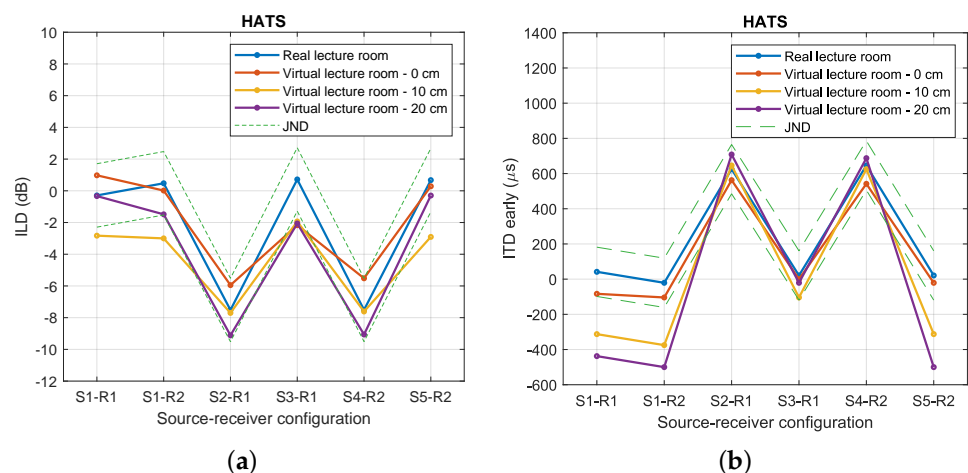 HATS
10
8
6
4
2
0
-2
-4
-6
-8
-10
-12
ILD (dB)
Real lecture room
Virtual lecture room - 0 cm
Virtual lecture room - 10 cm
Virtual lecture room - 20 cm
JND
S1-R1 S1-R2 S2-R1 S3-R1 S4-R2 S5-R2
Source-receiver configuration
(a)
HATS
1400
1200
1000
800
600
400
200
0
-200
-400
-600
ITD early (μs)
Real lecture room
Virtual lecture room - 0 cm
Virtual lecture room - 10 cm
Virtual lecture room - 20 cm
JND
S1-R1 S1-R2 S2-R1 S3-R1 S4-R2 S5-R2
Source-receiver configuration
(b)